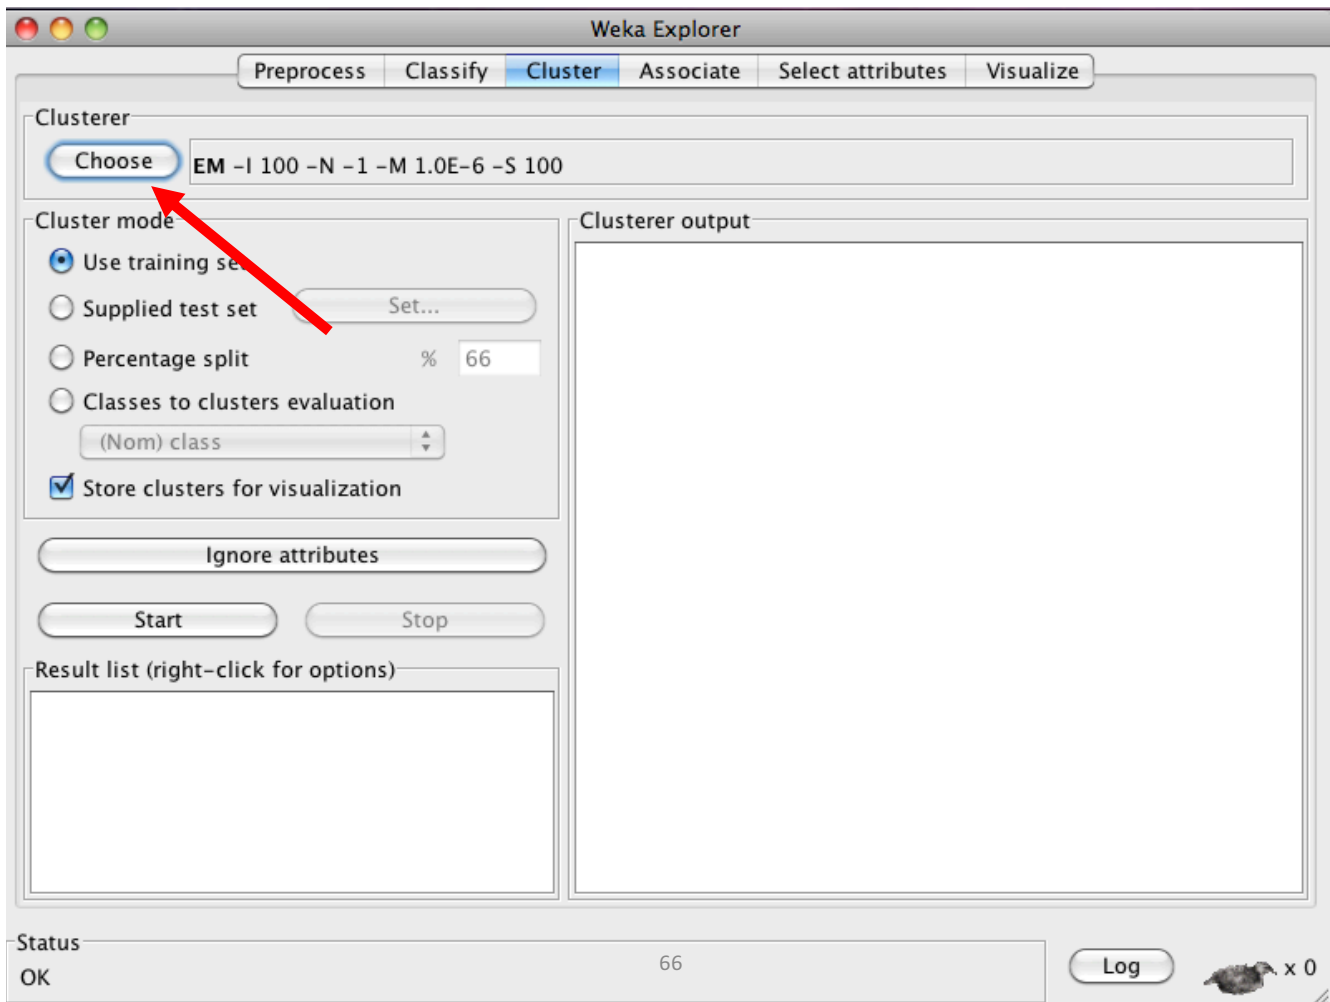 Weka Explorer
Preprocess Classify Cluster Associate Select attributes Visualize
Clusterer
Choose EM -I 100 -N -1 -M 1.0E-6 -S 100
Cluster mode
Use training se
Supplied test set Set...
Percentage split % 66
Classes to clusters evaluation
(Nom) class
Store clusters for visualization
Ignore attributes
Start Stop
Result list (right-click for options)
Clusterer output
Status
OK
66
Log x 0